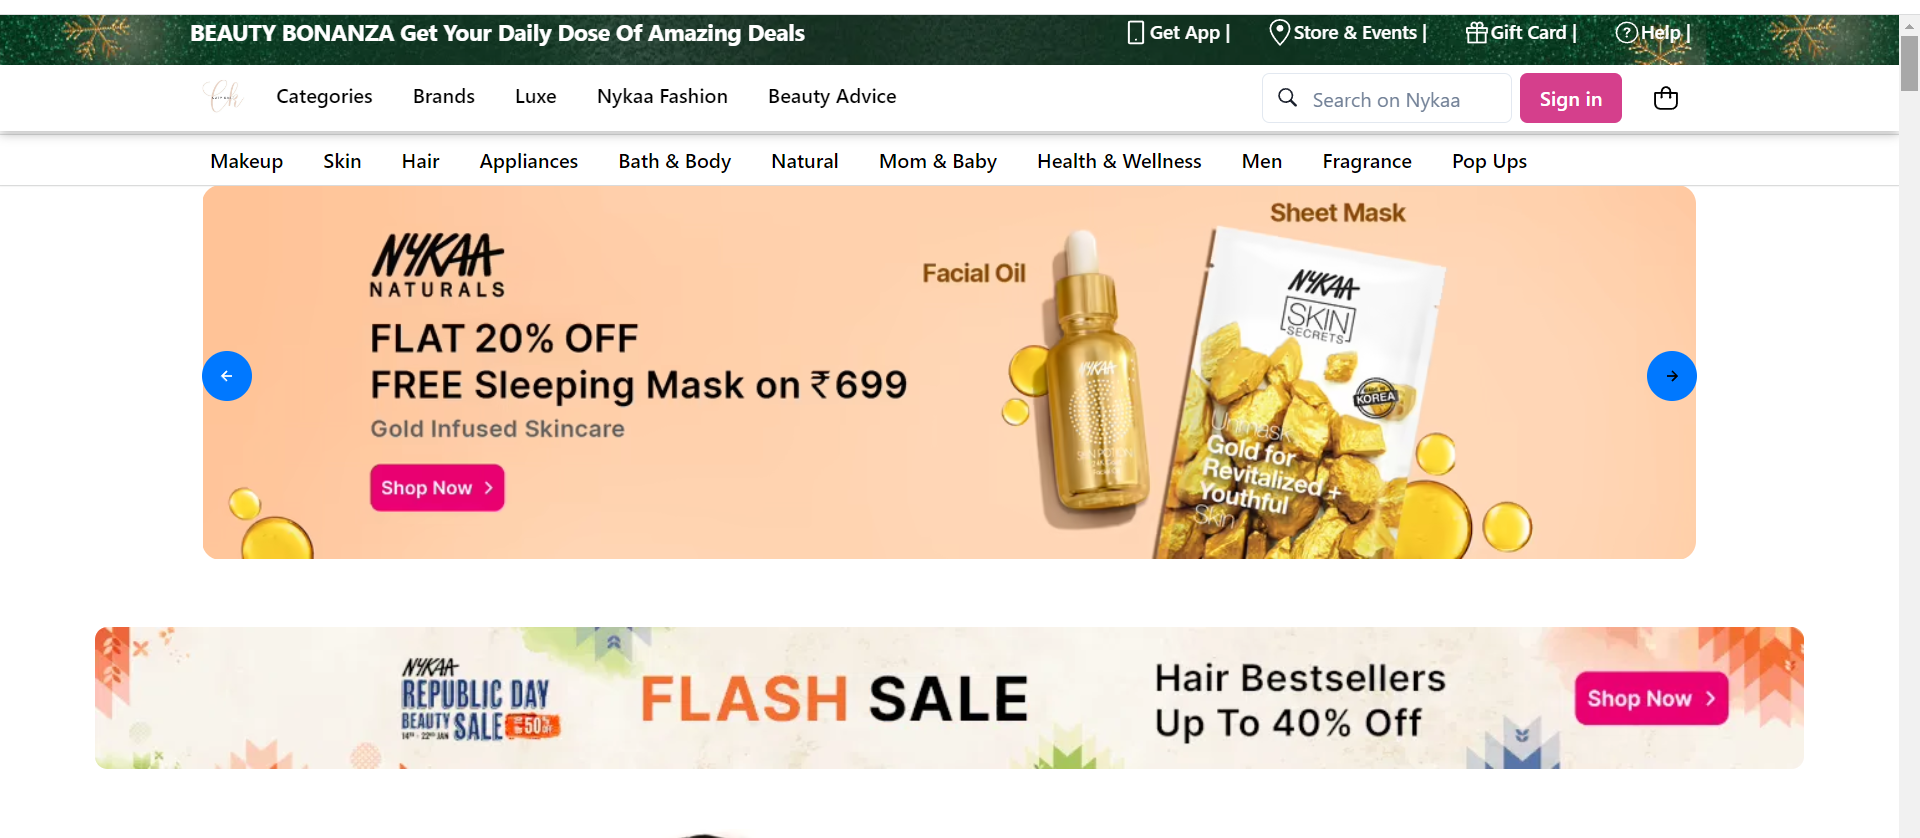 BEAUTY BONANZA Get Your Daily Dose Of Amazing Deals
Get App |
Store & Events |
Gift Card |
Help |
Categories
Brands
Luxe
Nykaa Fashion
Beauty Advice
Search on Nykaa
Sign in
Makeup
Skin
Hair
Appliances
Bath & Body
Natural
Mom & Baby
Health & Wellness
Men
Fragrance
Pop Ups
NYKAA
NATURALS
FLAT 20% OFF
FREE Sleeping Mask on ₹699
Gold Infused Skincare
Shop Now
Facial Oil
NYKAA
SKIN POTION
Sheet Mask
NYKAA
SKIN
SECRETS
KOREA
Unmask
Gold for
Revitalized +
Youthful
Skin
NYKAA
REPUBLIC DAY
BEAUTY SALE
50%
FLASH SALE
Hair Bestsellers
Up To 40% Off
Shop Now